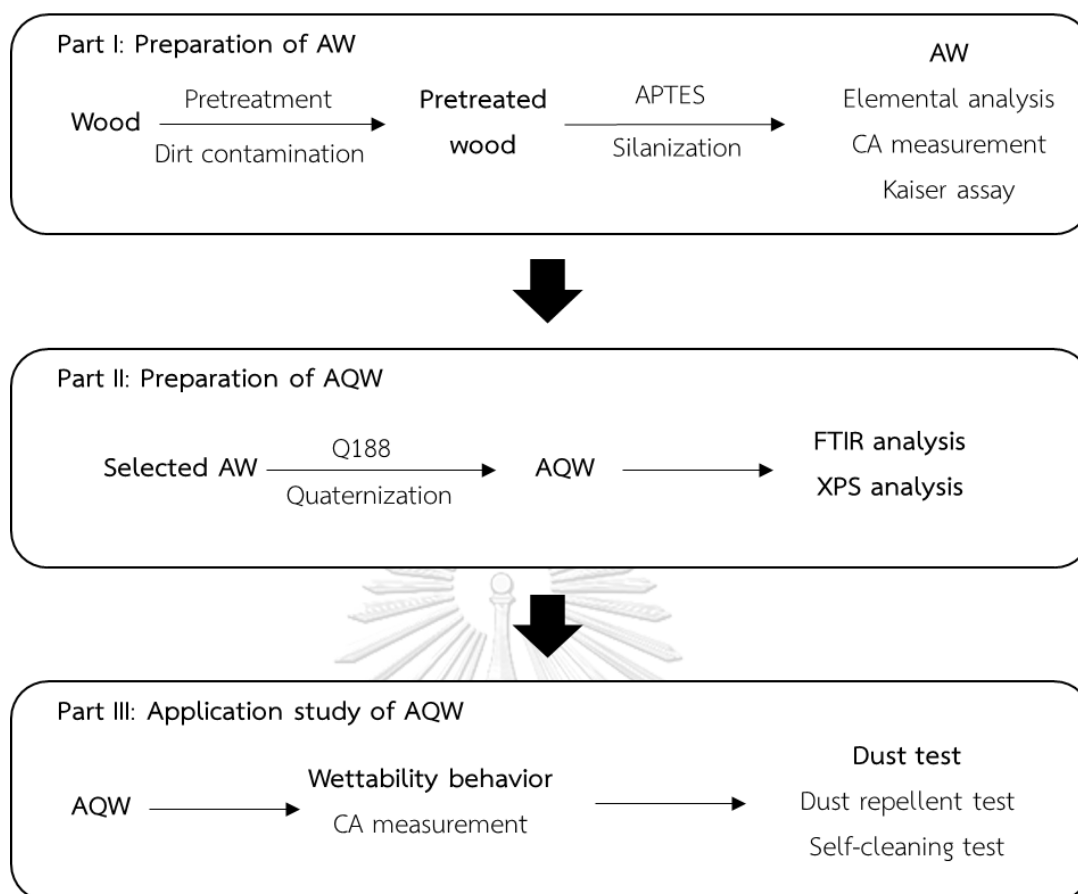 Part I: Preparation of AW
Wood
Pretreatment
Dirt contamination
Pretreated
wood
APTES
Silanization
AW
Elemental analysis
CA measurement
Kaiser assay
Part II: Preparation of AQW
Selected AW
Q188
Quaternization
AQW
FTIR analysis
XPS analysis
Part III: Application study of AQW
AQW
Wettability behavior
CA measurement
Dust test
Dust repellent test
Self-cleaning test